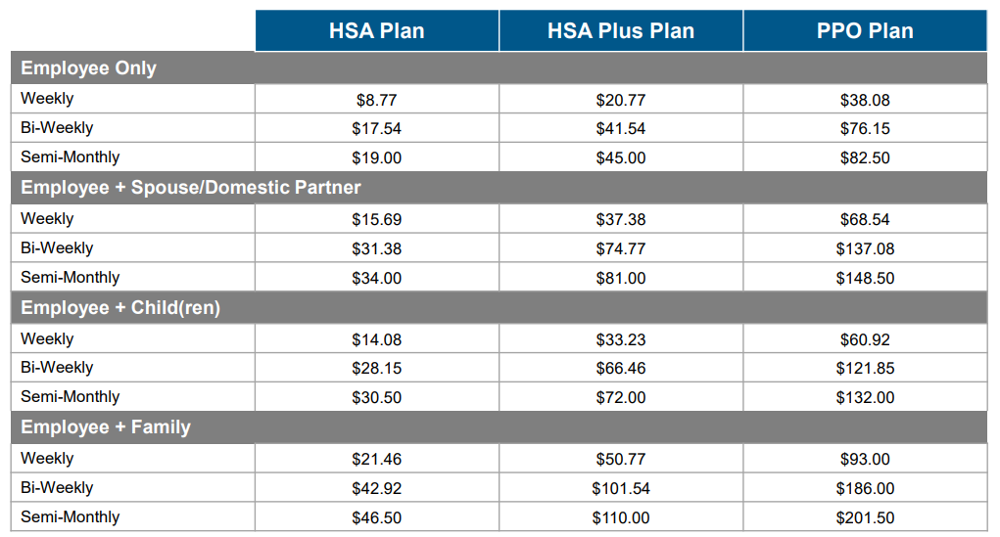 HSA Plan HSA Plus Plan PPO Plan
Employee Only
Weekly $8.77 $20.77 $38.08
Bi-Weekly $17.54 $41.54 $76.15
Semi-Monthly $19.00 $45.00 $82.50
Employee + Spouse/Domestic Partner
Weekly $15.69 $37.38 $68.54
Bi-Weekly $31.38 $74.77 $137.08
Semi-Monthly $34.00 $81.00 $148.50
Employee + Child(ren)
Weekly $14.08 $33.23 $60.92
Bi-Weekly $28.15 $66.46 $121.85
Semi-Monthly $30.50 $72.00 $132.00
Employee + Family
Weekly $21.46 $50.77 $93.00
Bi-Weekly $42.92 $101.54 $186.00
Semi-Monthly $46.50 $110.00 $201.50